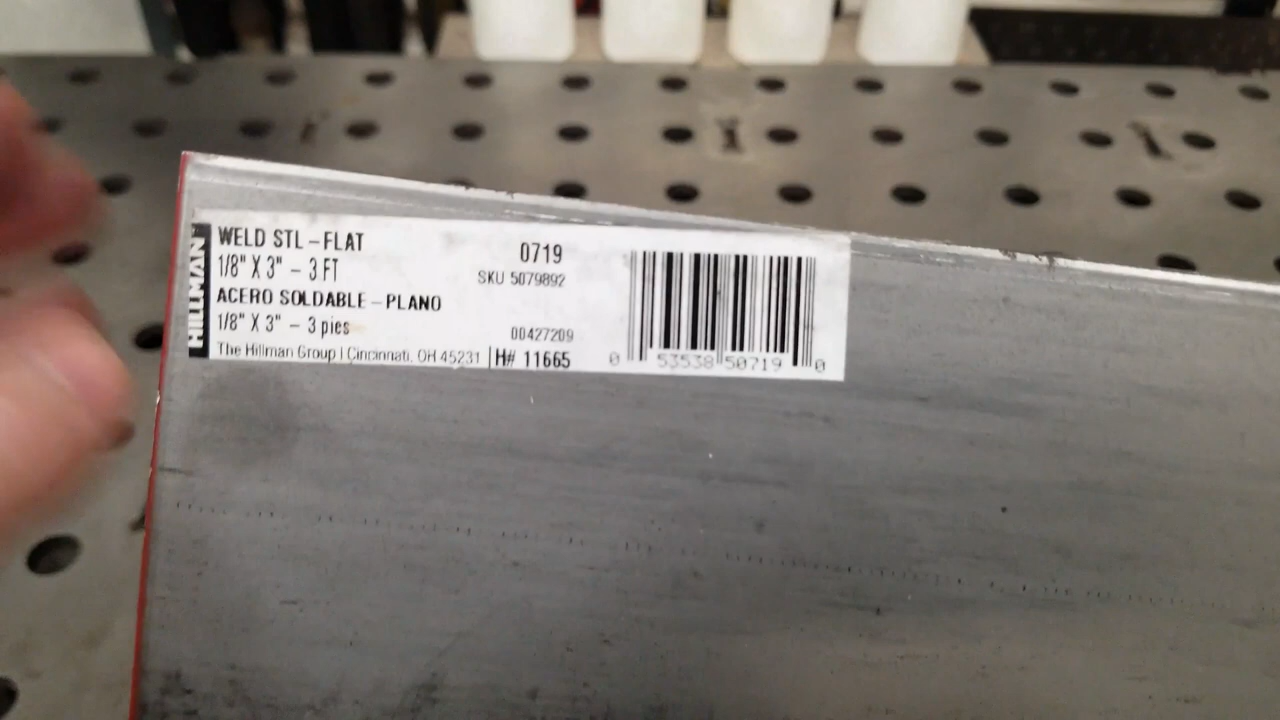 HILLMAN
WELD STL – FLAT
1/8" X 3" – 3 FT
ACERO SOLDABLE – PLANO
1/8" X 3" – 3 pies
The Hillman Group | Cincinnati, OH 45231
0719
SKU 5079892
00427209
H# 11665
0 53538 50719 0